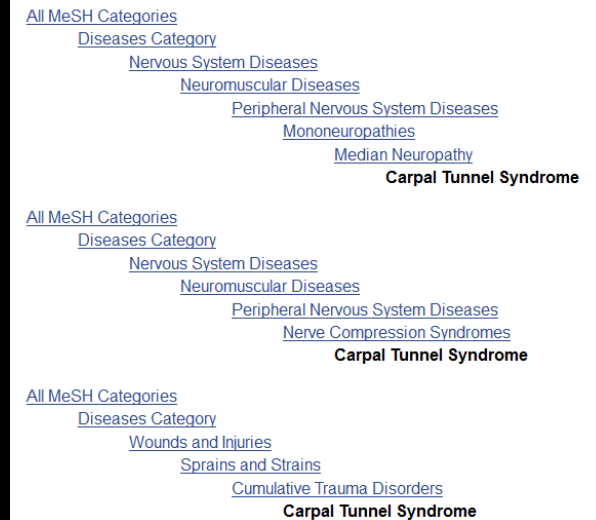 All MeSH Categories
Diseases Category
Nervous System Diseases
Neuromuscular Diseases
Peripheral Nervous System Diseases
Mononeuropathies
Median Neuropathy
Carpal Tunnel Syndrome
All MeSH Categories
Diseases Category
Nervous System Diseases
Neuromuscular Diseases
Peripheral Nervous System Diseases
Nerve Compression Syndromes
Carpal Tunnel Syndrome
All MeSH Categories
Diseases Category
Wounds and Injuries
Sprains and Strains
Cumulative Trauma Disorders
Carpal Tunnel Syndrome